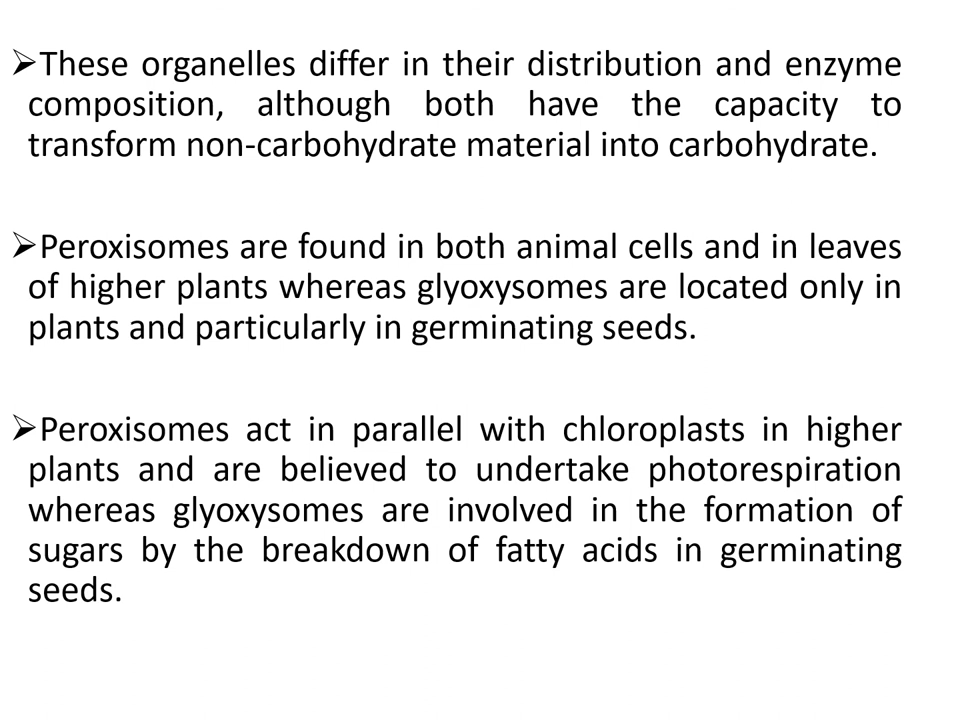 ➢These organelles differ in their distribution and enzyme
composition, although both have the capacity to
transform non-carbohydrate material into carbohydrate.
➢Peroxisomes are found in both animal cells and in leaves
of higher plants whereas glyoxysomes are located only in
plants and particularly in germinating seeds.
➢Peroxisomes act in parallel with chloroplasts in higher
plants and are believed to undertake photorespiration
whereas glyoxysomes are involved in the formation of
sugars by the breakdown of fatty acids in germinating
seeds.